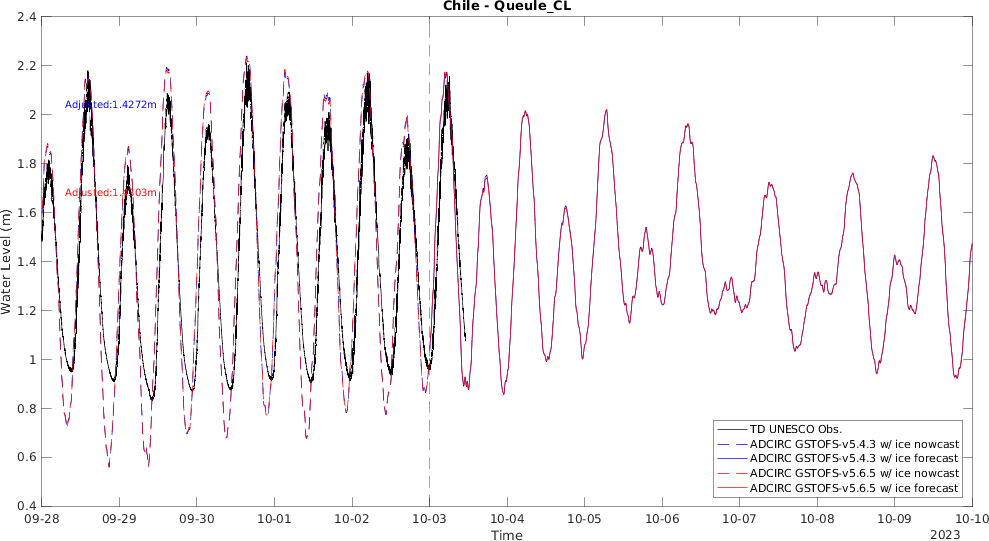 Chile - Queule_CL
2.4
2.2
2
1.8
1.6
1.4
1.2
1
0.8
0.6
0.4
Water Level (m)
Adjusted:1.4272m
09-28
09-29
09-30
10-01
10-02
10-03
10-04
10-05
10-06
10-07
10-08
10-09
10-10
Time
2023
TD UNESCO Obs.
ADCIRC GSTOFS-v5.4.3 w/ ice nowcast
ADCIRC GSTOFS-v5.4.3 w/ ice forecast
ADCIRC GSTOFS-v5.6.5 w/ ice nowcast
ADCIRC GSTOFS-v5.6.5 w/ ice forecast